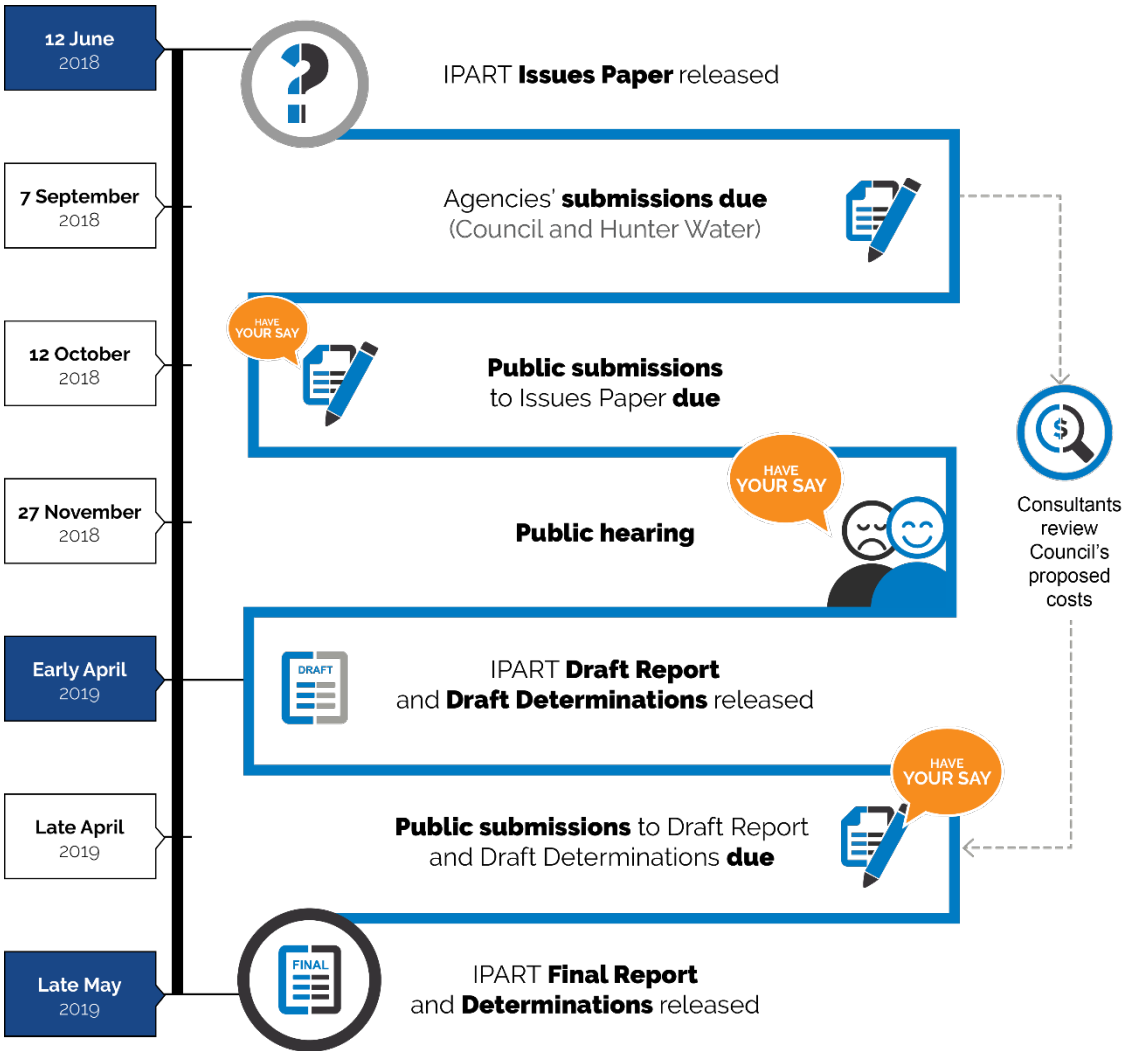 12 June
2018
IPART Issues Paper released
7 September
2018
Agencies' submissions due
(Council and Hunter Water)
12 October
2018
HAVE
YOUR SAY
Public submissions
to Issues Paper due
$
Consultants
review
Council's
proposed
costs
27 November
2018
Public hearing
HAVE
YOUR SAY
Early April
2019
DRAFT
IPART Draft Report
and Draft Determinations released
Late April
2019
Public submissions to Draft Report
and Draft Determinations due
HAVE
YOUR SAY
Late May
2019
FINAL
IPART Final Report
and Determinations released